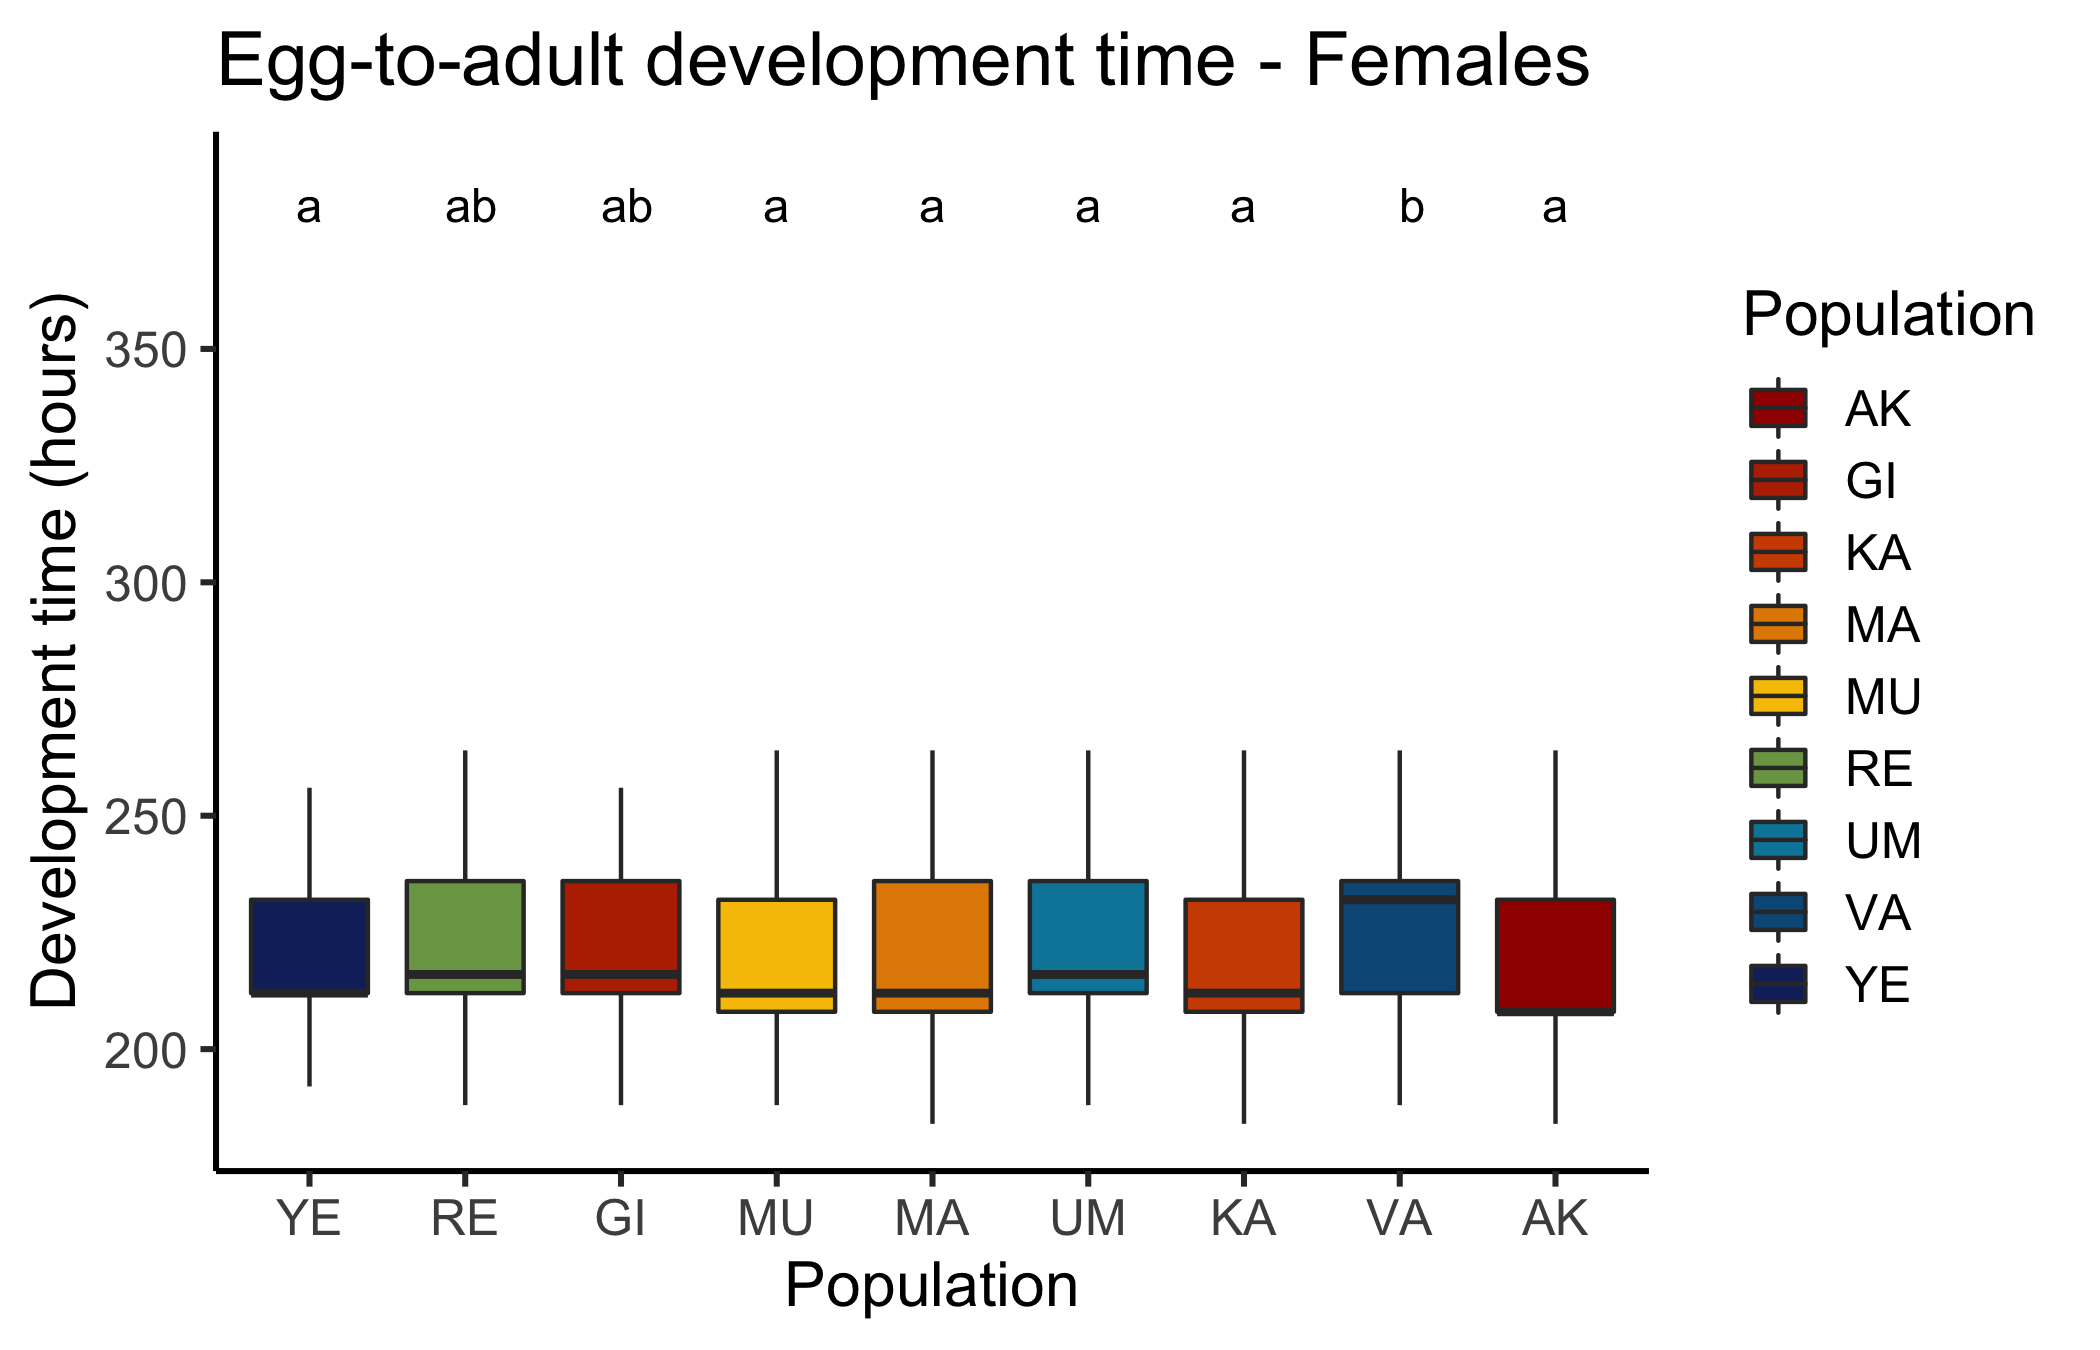 Egg-to-adult development time - Females
a ab ab a a a a b a
Development time (hours)
350
300
250
200
YE RE GI MU MA UM KA VA AK
Population
Population
AK
GI
KA
MA
MU
RE
UM
VA
YE